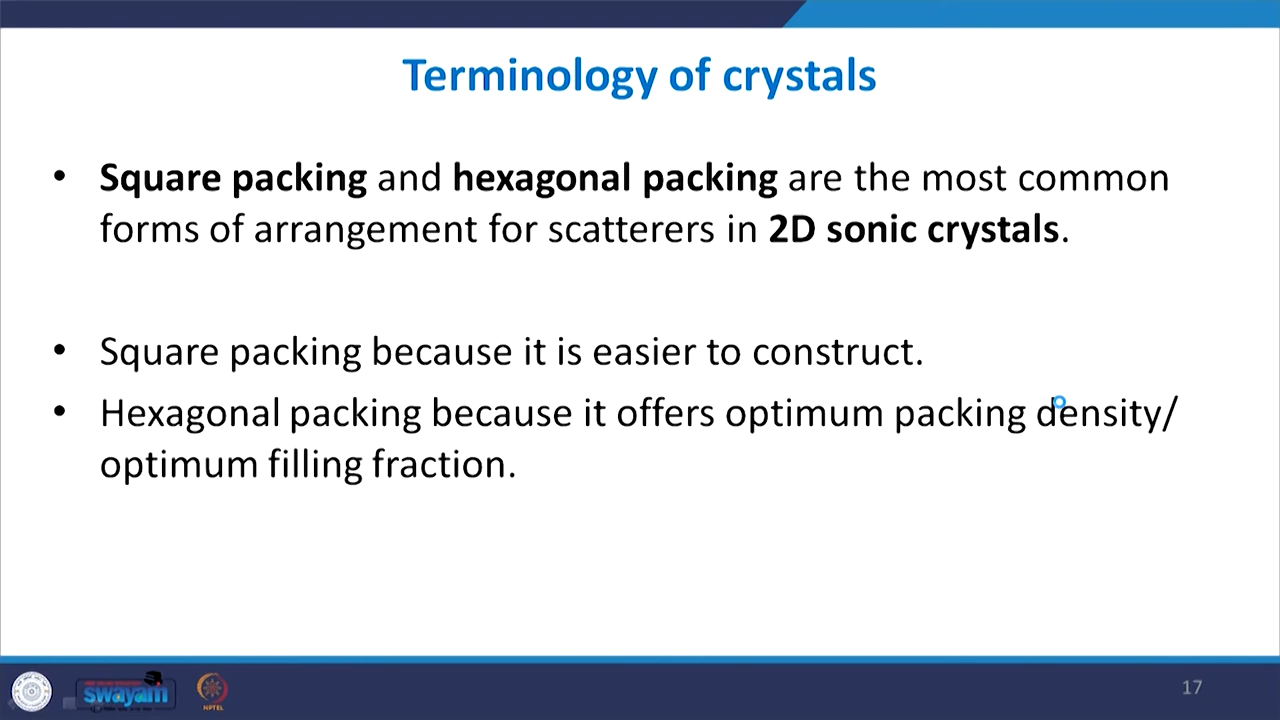 Terminology of crystals
• Square packing and hexagonal packing are the most common
forms of arrangement for scatterers in 2D sonic crystals.
• Square packing because it is easier to construct.
• Hexagonal packing because it offers optimum packing density/
optimum filling fraction.
swayam
NPTEL
17